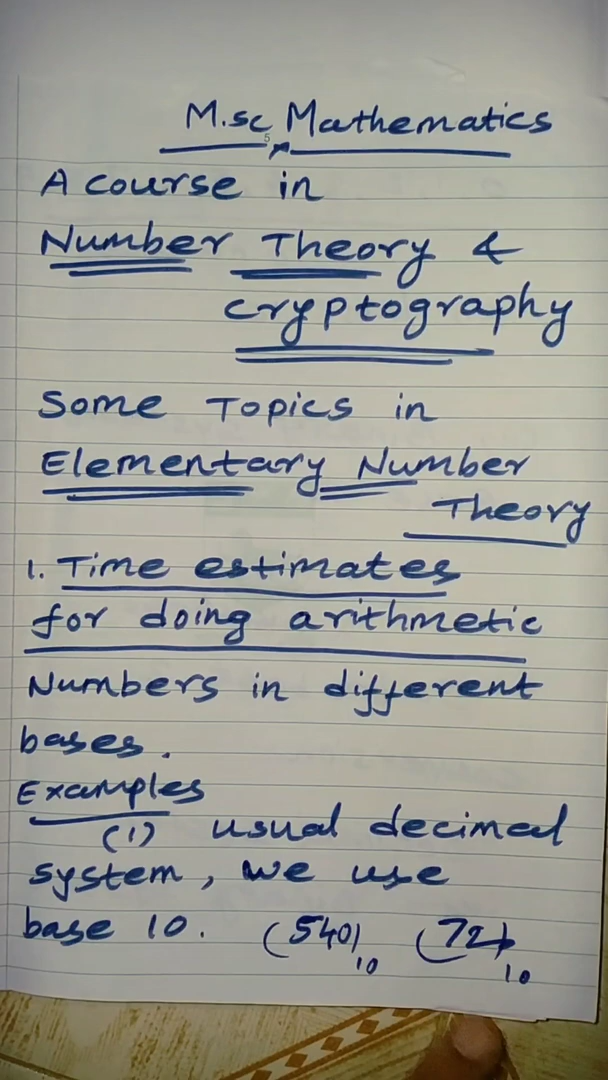 M.sc Mathematics
A course in
Number Theory &
cryptography
Some Topics in
Elementary Number
Theory
1. Time estimates
for doing arithmetic
Numbers in different
bases.
Examples
(1) usual decimal
system, we use
base 10. (540)₁₀ (72)₁₀